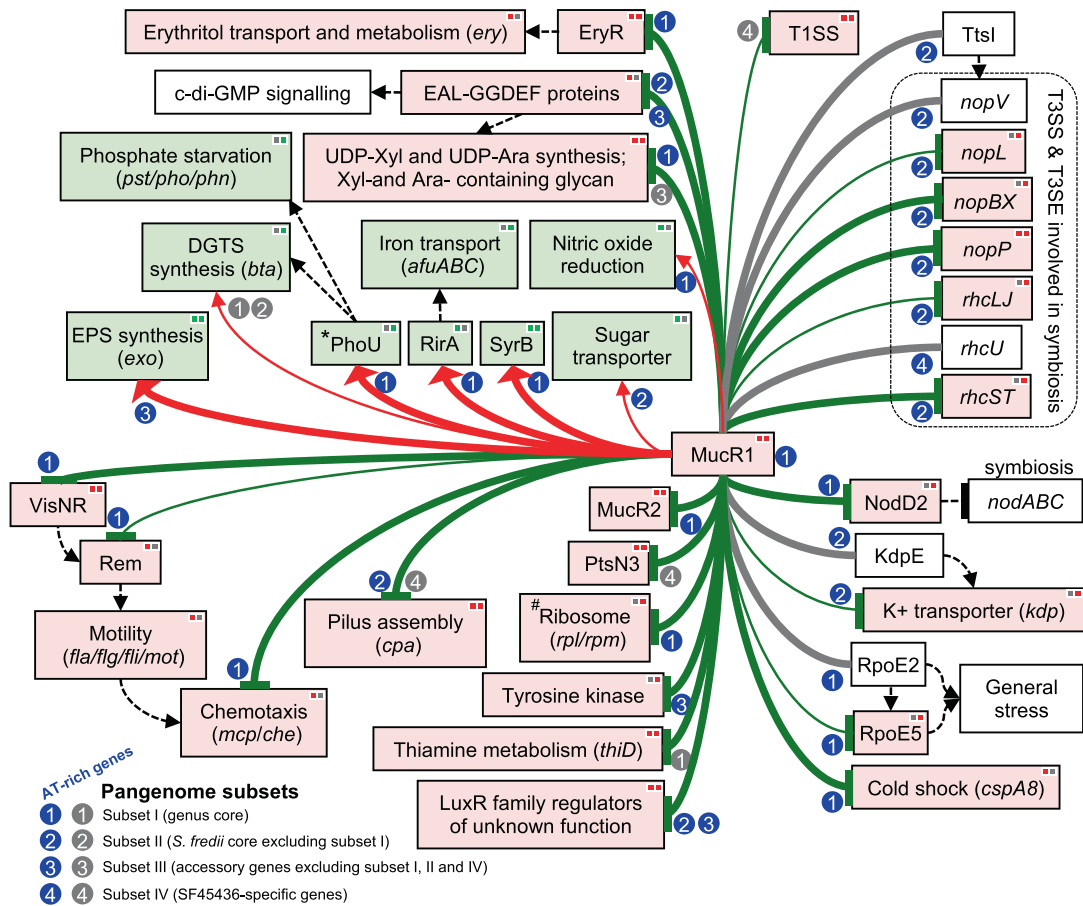 Erythritol transport and metabolism (ery)
EryR
1
4
T1SS
TtsI
2
c-di-GMP signalling
EAL-GGDEF proteins
2
3
nopV
2
Phosphate starvation
(pst/pho/phn)
UDP-Xyl and UDP-Ara synthesis;
Xyl-and Ara- containing glycan
1
3
nopL
2
nopBX
2
DGTS
synthesis (bta)
1 2
Iron transport
(afuABC)
Nitric oxide
reduction
1
nopP
2
rhcLJ
2
EPS synthesis
(exo)
3
*PhoU
1
RirA
1
SyrB
1
Sugar
transporter
2
rhcU
4
rhcST
2
T3SS & T3SE involved in symbiosis
MucR1
1
1
VisNR
1
Rem
Motility
(fla/flg/fli/mot)
1
Chemotaxis
(mcp/che)
2 4
Pilus assembly
(cpa)
MucR2
1
PtsN3
4
#Ribosome
(rpl/rpm)
1
Tyrosine kinase
3
Thiamine metabolism (thiD)
1
LuxR family regulators
of unknown function
2 3
symbiosis
1
NodD2
nodABC
2
KdpE
2
K+ transporter (kdp)
RpoE2
1
General
stress
RpoE5
1
Cold shock (cspA8)
1
AT-rich genes
Pangenome subsets
1 1 Subset I (genus core)
2 2 Subset II (S. fredii core excluding subset I)
3 3 Subset III (accessory genes excluding subset I, II and IV)
4 4 Subset IV (SF45436-specific genes)